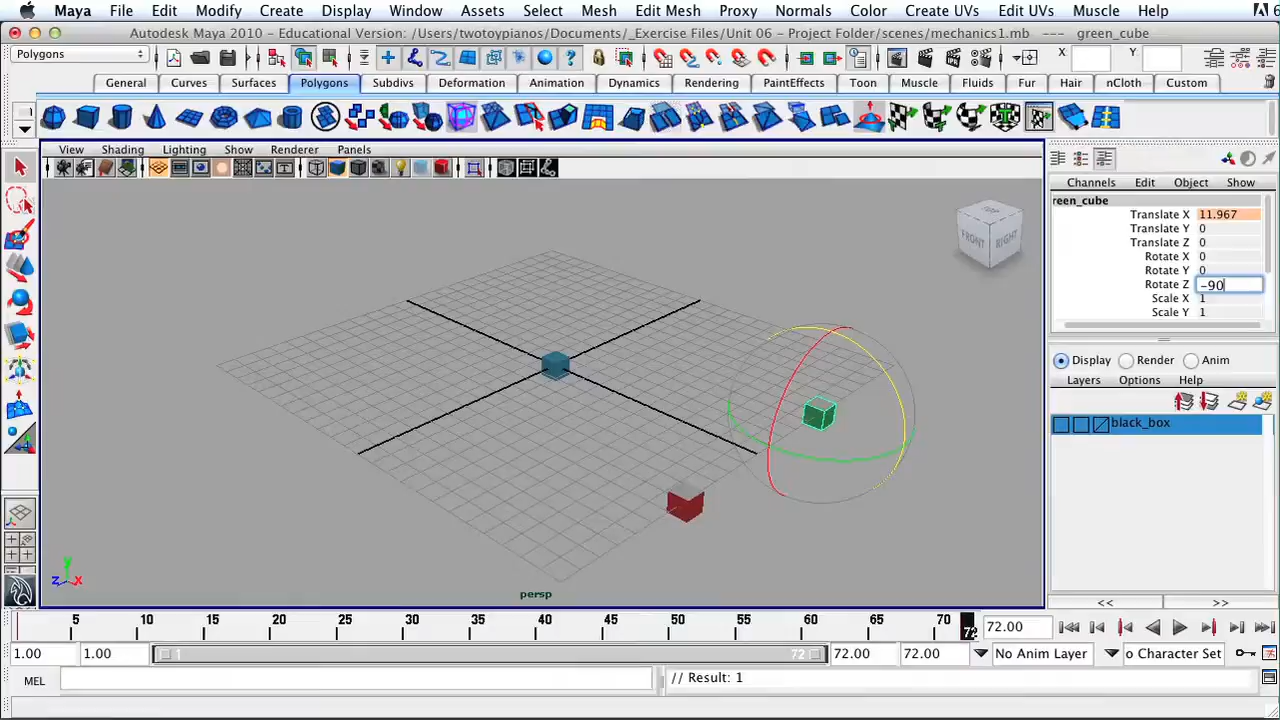 Maya File Edit Modify Create Display Window Assets Select Mesh Edit Mesh Proxy Normals Color Create UVs Edit UVs Muscle Help 6
Autodesk Maya 2010 - Educational Version: /Users/twotoypianos/Documents/_Exercise Files/Unit 06 - Project Folder/scenes/mechanics1.mb --- green_cube
Polygons X Y
General Curves Surfaces Polygons Subdivs Deformation Animation Dynamics Rendering PaintEffects Toon Muscle Fluids Fur Hair nCloth Custom
View Shading Lighting Show Renderer Panels
Channels Edit Object Show
reen_cube
Translate X 11.967
Translate Y 0
Translate Z 0
Rotate X 0
Rotate Y 0
Rotate Z -90
Scale X 1
Scale Y 1
TOP
FRONT RIGHT
Display Render Anim
Layers Options Help
black_box
y
z x
persp
<< >>
5 10 15 20 25 30 35 40 45 50 55 60 65 70 72 72.00
1.00 1.00 1 72 72.00 72.00 No Anim Layer o Character Set
MEL // Result: 1